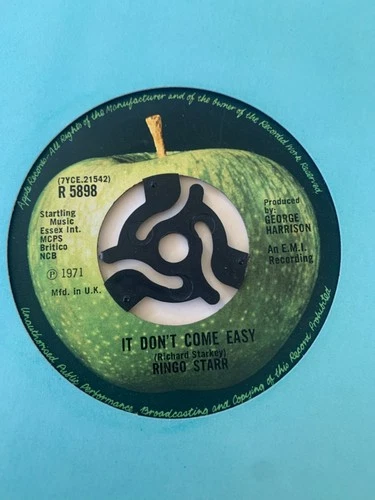 Apple Records-All Rights of the Manufacturer and of the Owner of the Recorded Work Reserved
(7YCE.21542)
R 5898
Startling
Music
Essex Int.
MCPS
Britico
NCB
Ⓟ 1971
Mfd. in U.K.
Produced
by:
GEORGE
HARRISON
An E.M.I.
Recording
IT DON'T COME EASY
(Richard Starkey)
RINGO STARR
Unauthorised Public Performance, Broadcasting and Copying of this Record Prohibited